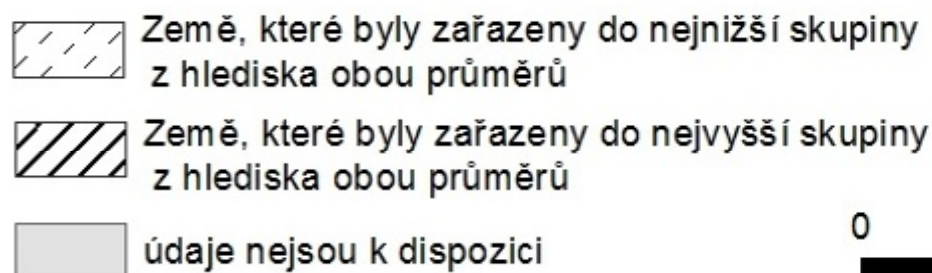 Země, které byly zařazeny do nejnižší skupiny
z hlediska obou průměrů
Země, které byly zařazeny do nejvyšší skupiny
z hlediska obou průměrů
údaje nejsou k dispozici
0